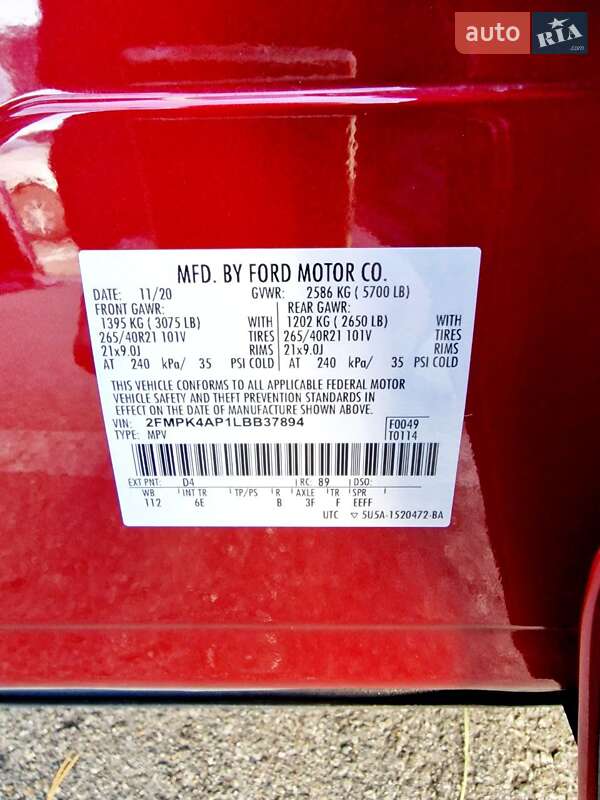 auto RIA.com
MFD. BY FORD MOTOR CO.
DATE: 11/20 GVWR: 2586 KG ( 5700 LB)
FRONT GAWR: REAR GAWR:
1395 KG ( 3075 LB) WITH 1202 KG ( 2650 LB) WITH
265/40R21 101V TIRES 265/40R21 101V TIRES
21x9.0J RIMS 21x9.0J RIMS
AT 240 kPa/ 35 PSI COLD AT 240 kPa/ 35 PSI COLD
THIS VEHICLE CONFORMS TO ALL APPLICABLE FEDERAL MOTOR
VEHICLE SAFETY AND THEFT PREVENTION STANDARDS IN
EFFECT ON THE DATE OF MANUFACTURE SHOWN ABOVE.
VIN: 2FMPK4AP1LBB37894 F0049
TYPE: MPV T0114
EXT PNT: D4 RC: 89 DSO:
WB INT TR TP/PS R AXLE TR SPR
112 6E B 3F F EEFF
UTC 5U5A-1520472-BA